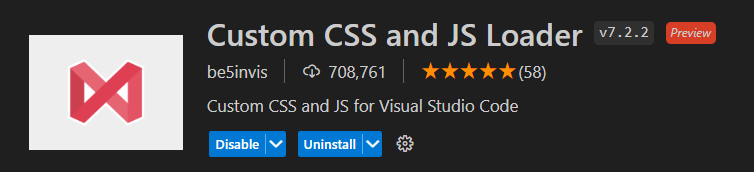 Custom CSS and JS Loader v7.2.2 Preview
be5invis 708,761 (58)
Custom CSS and JS for Visual Studio Code
Disable Uninstall